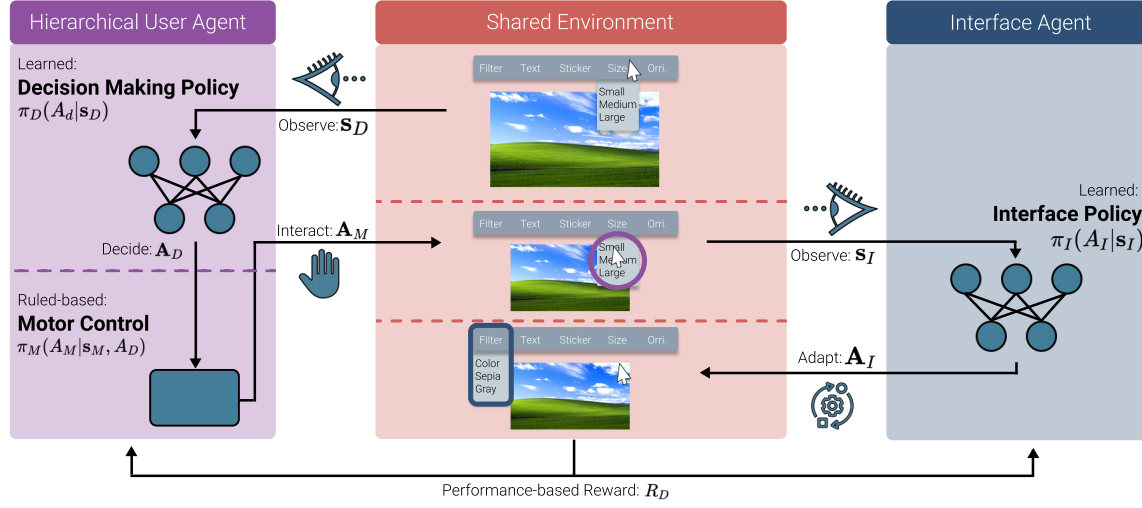 Hierarchical User Agent
Learned:
Decision Making Policy
π_D(A_d|s_D)
Decide: A_D
Ruled-based:
Motor Control
π_M(A_M|s_M, A_D)
Observe: s_D
Interact: A_M
Shared Environment
Filter Text Sticker Size Orri.
Small
Medium
Large
Filter Text Sticker Size Orri.
Small
Medium
Large
Filter Text Sticker Size Orri.
Color
Sepia
Gray
Observe: s_I
Adapt: A_I
Interface Agent
Learned:
Interface Policy
π_I(A_I|s_I)
Performance-based Reward: R_D